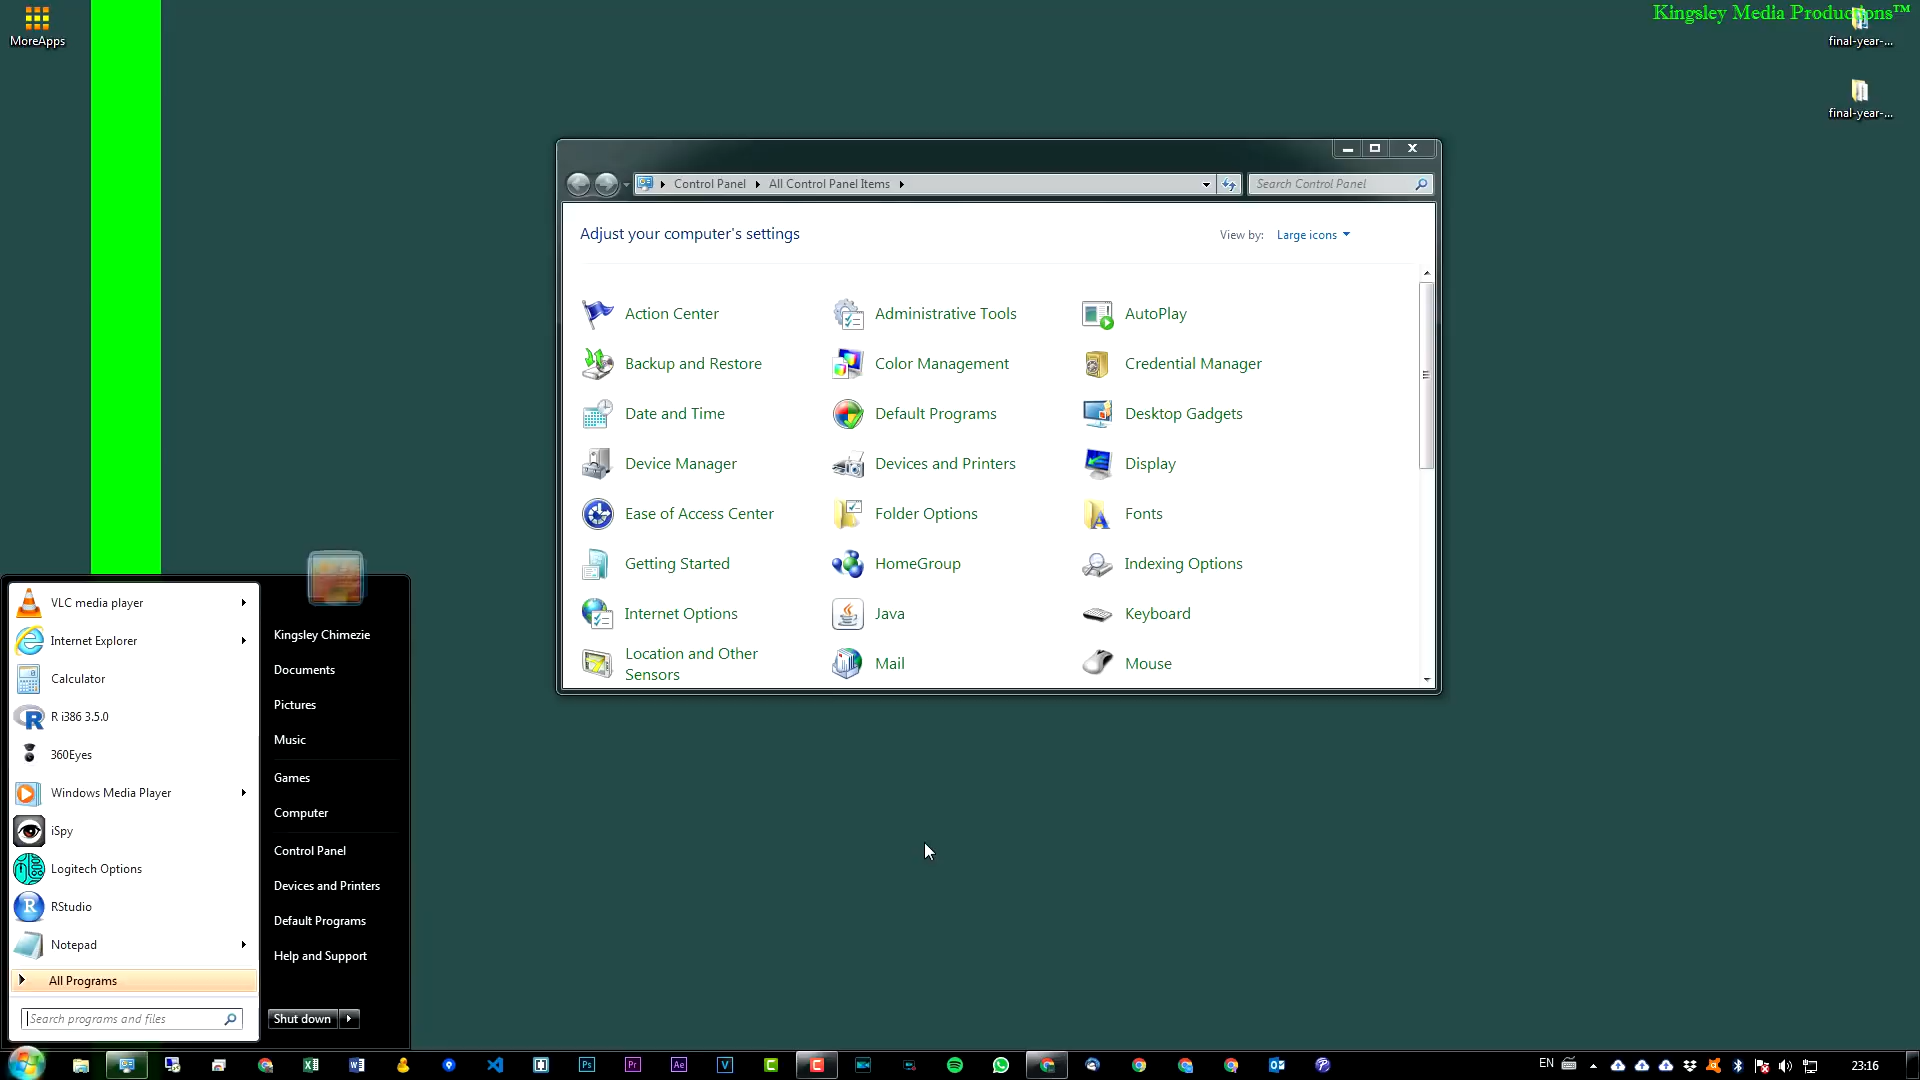 MoreApps
Kingsley Media Productions™
final-year-...
final-year-...
Control Panel
All Control Panel Items
Search Control Panel
Adjust your computer's settings
View by: Large icons
Action Center
Administrative Tools
AutoPlay
Backup and Restore
Color Management
Credential Manager
Date and Time
Default Programs
Desktop Gadgets
Device Manager
Devices and Printers
Display
Ease of Access Center
Folder Options
Fonts
Getting Started
HomeGroup
Indexing Options
Internet Options
Java
Keyboard
Location and Other
Sensors
Mail
Mouse
VLC media player
Internet Explorer
Calculator
R i386 3.5.0
360Eyes
Windows Media Player
iSpy
Logitech Options
RStudio
Notepad
All Programs
Search programs and files
Kingsley Chimezie
Documents
Pictures
Music
Games
Computer
Control Panel
Devices and Printers
Default Programs
Help and Support
Shut down
Ps
Pr
Ae
V
EN
23:16